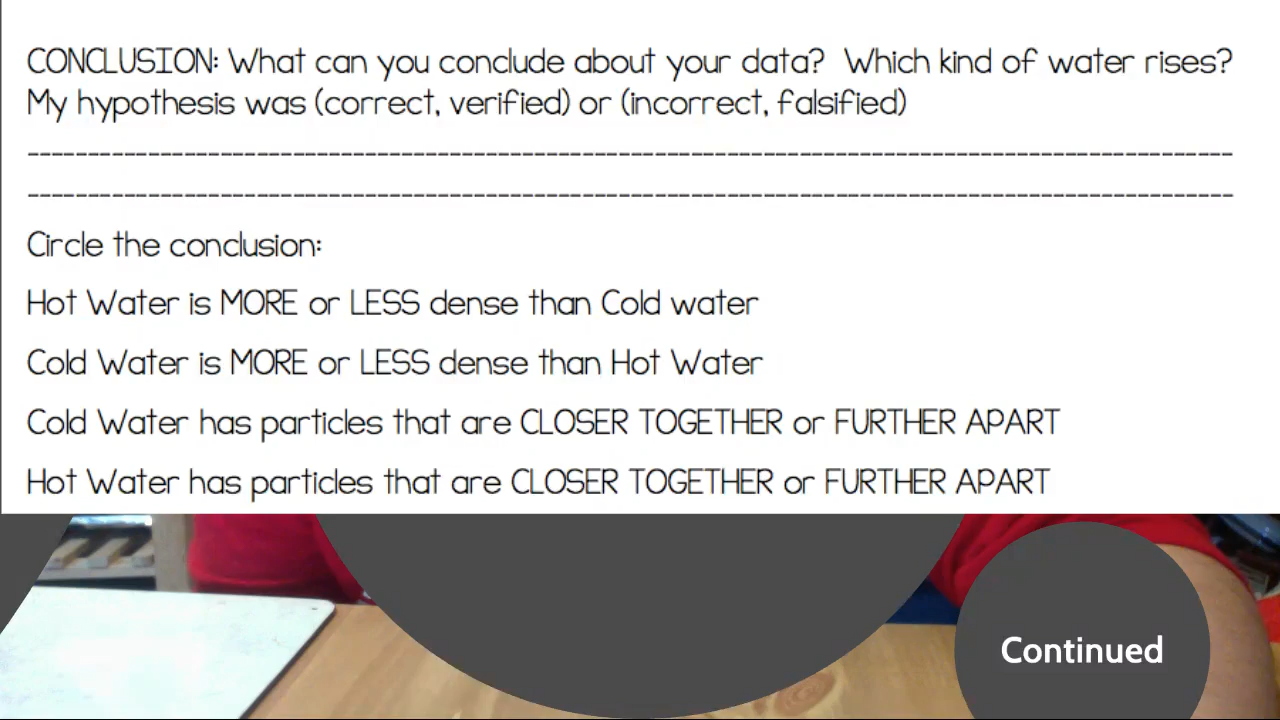 CONCLUSION: What can you conclude about your data? Which kind of water rises?
My hypothesis was (correct, verified) or (incorrect, falsified)
----------------------------------------------------------------------------------------------------
----------------------------------------------------------------------------------------------------
Circle the conclusion:
Hot Water is MORE or LESS dense than Cold water
Cold Water is MORE or LESS dense than Hot Water
Cold Water has particles that are CLOSER TOGETHER or FURTHER APART
Hot Water has particles that are CLOSER TOGETHER or FURTHER APART
Continued